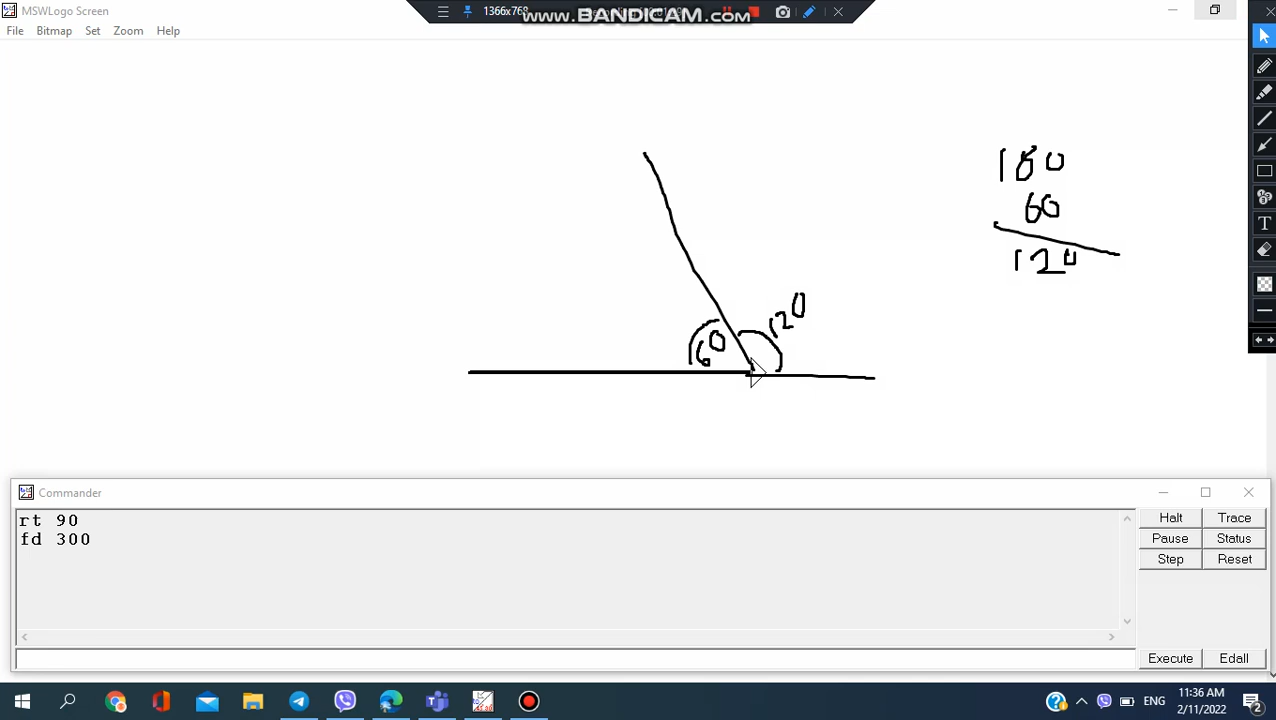 MSWLogo Screen
1366x768
www.BANDICAM.com
File Bitmap Set Zoom Help
180
60
120
120
60
Commander
rt 90
fd 300
Halt Trace
Pause Status
Step Reset
Execute Edall
ENG
11:36 AM
2/11/2022
2